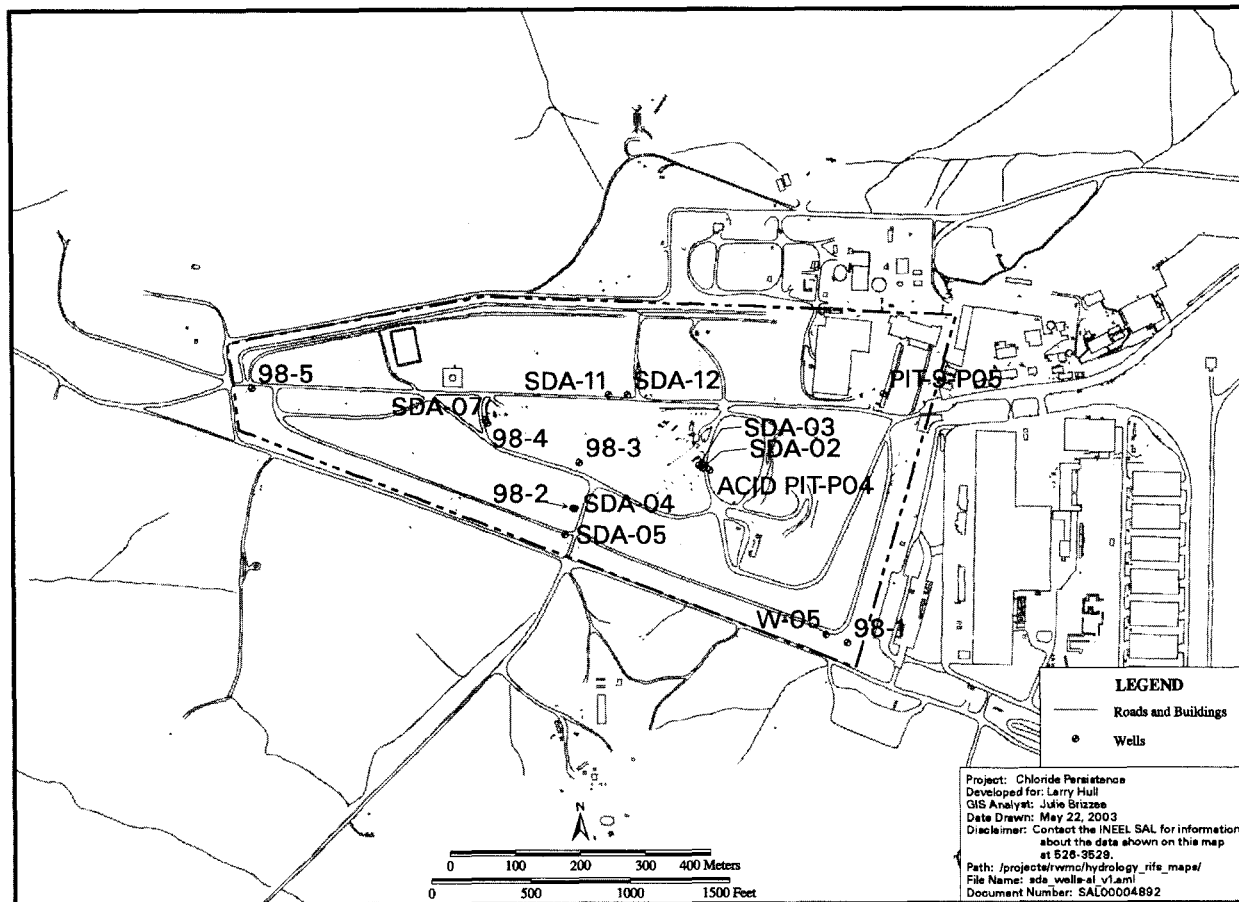 98-5
SDA-11
SDA-12
PIT-9-P05
SDA-07
98-4
98-3
SDA-03
SDA-02
ACID PIT-P04
98-2
SDA-04
SDA-05
W-05
98-1
LEGEND
Roads and Buildings
Wells
N
0 100 200 300 400 Meters
0 500 1000 1500 Feet
Project: Chloride Persistence
Developed for: Larry Hull
GIS Analyst: Julie Brizzee
Date Drawn: May 22, 2003
Disclaimer: Contact the INEEL SAL for information
about the data shown on this map
at 526-3529.
Path: /projects/rwmc/hydrology_rifs_maps/
File Name: sda_wells-al_v1.aml
Document Number: SAL00004892